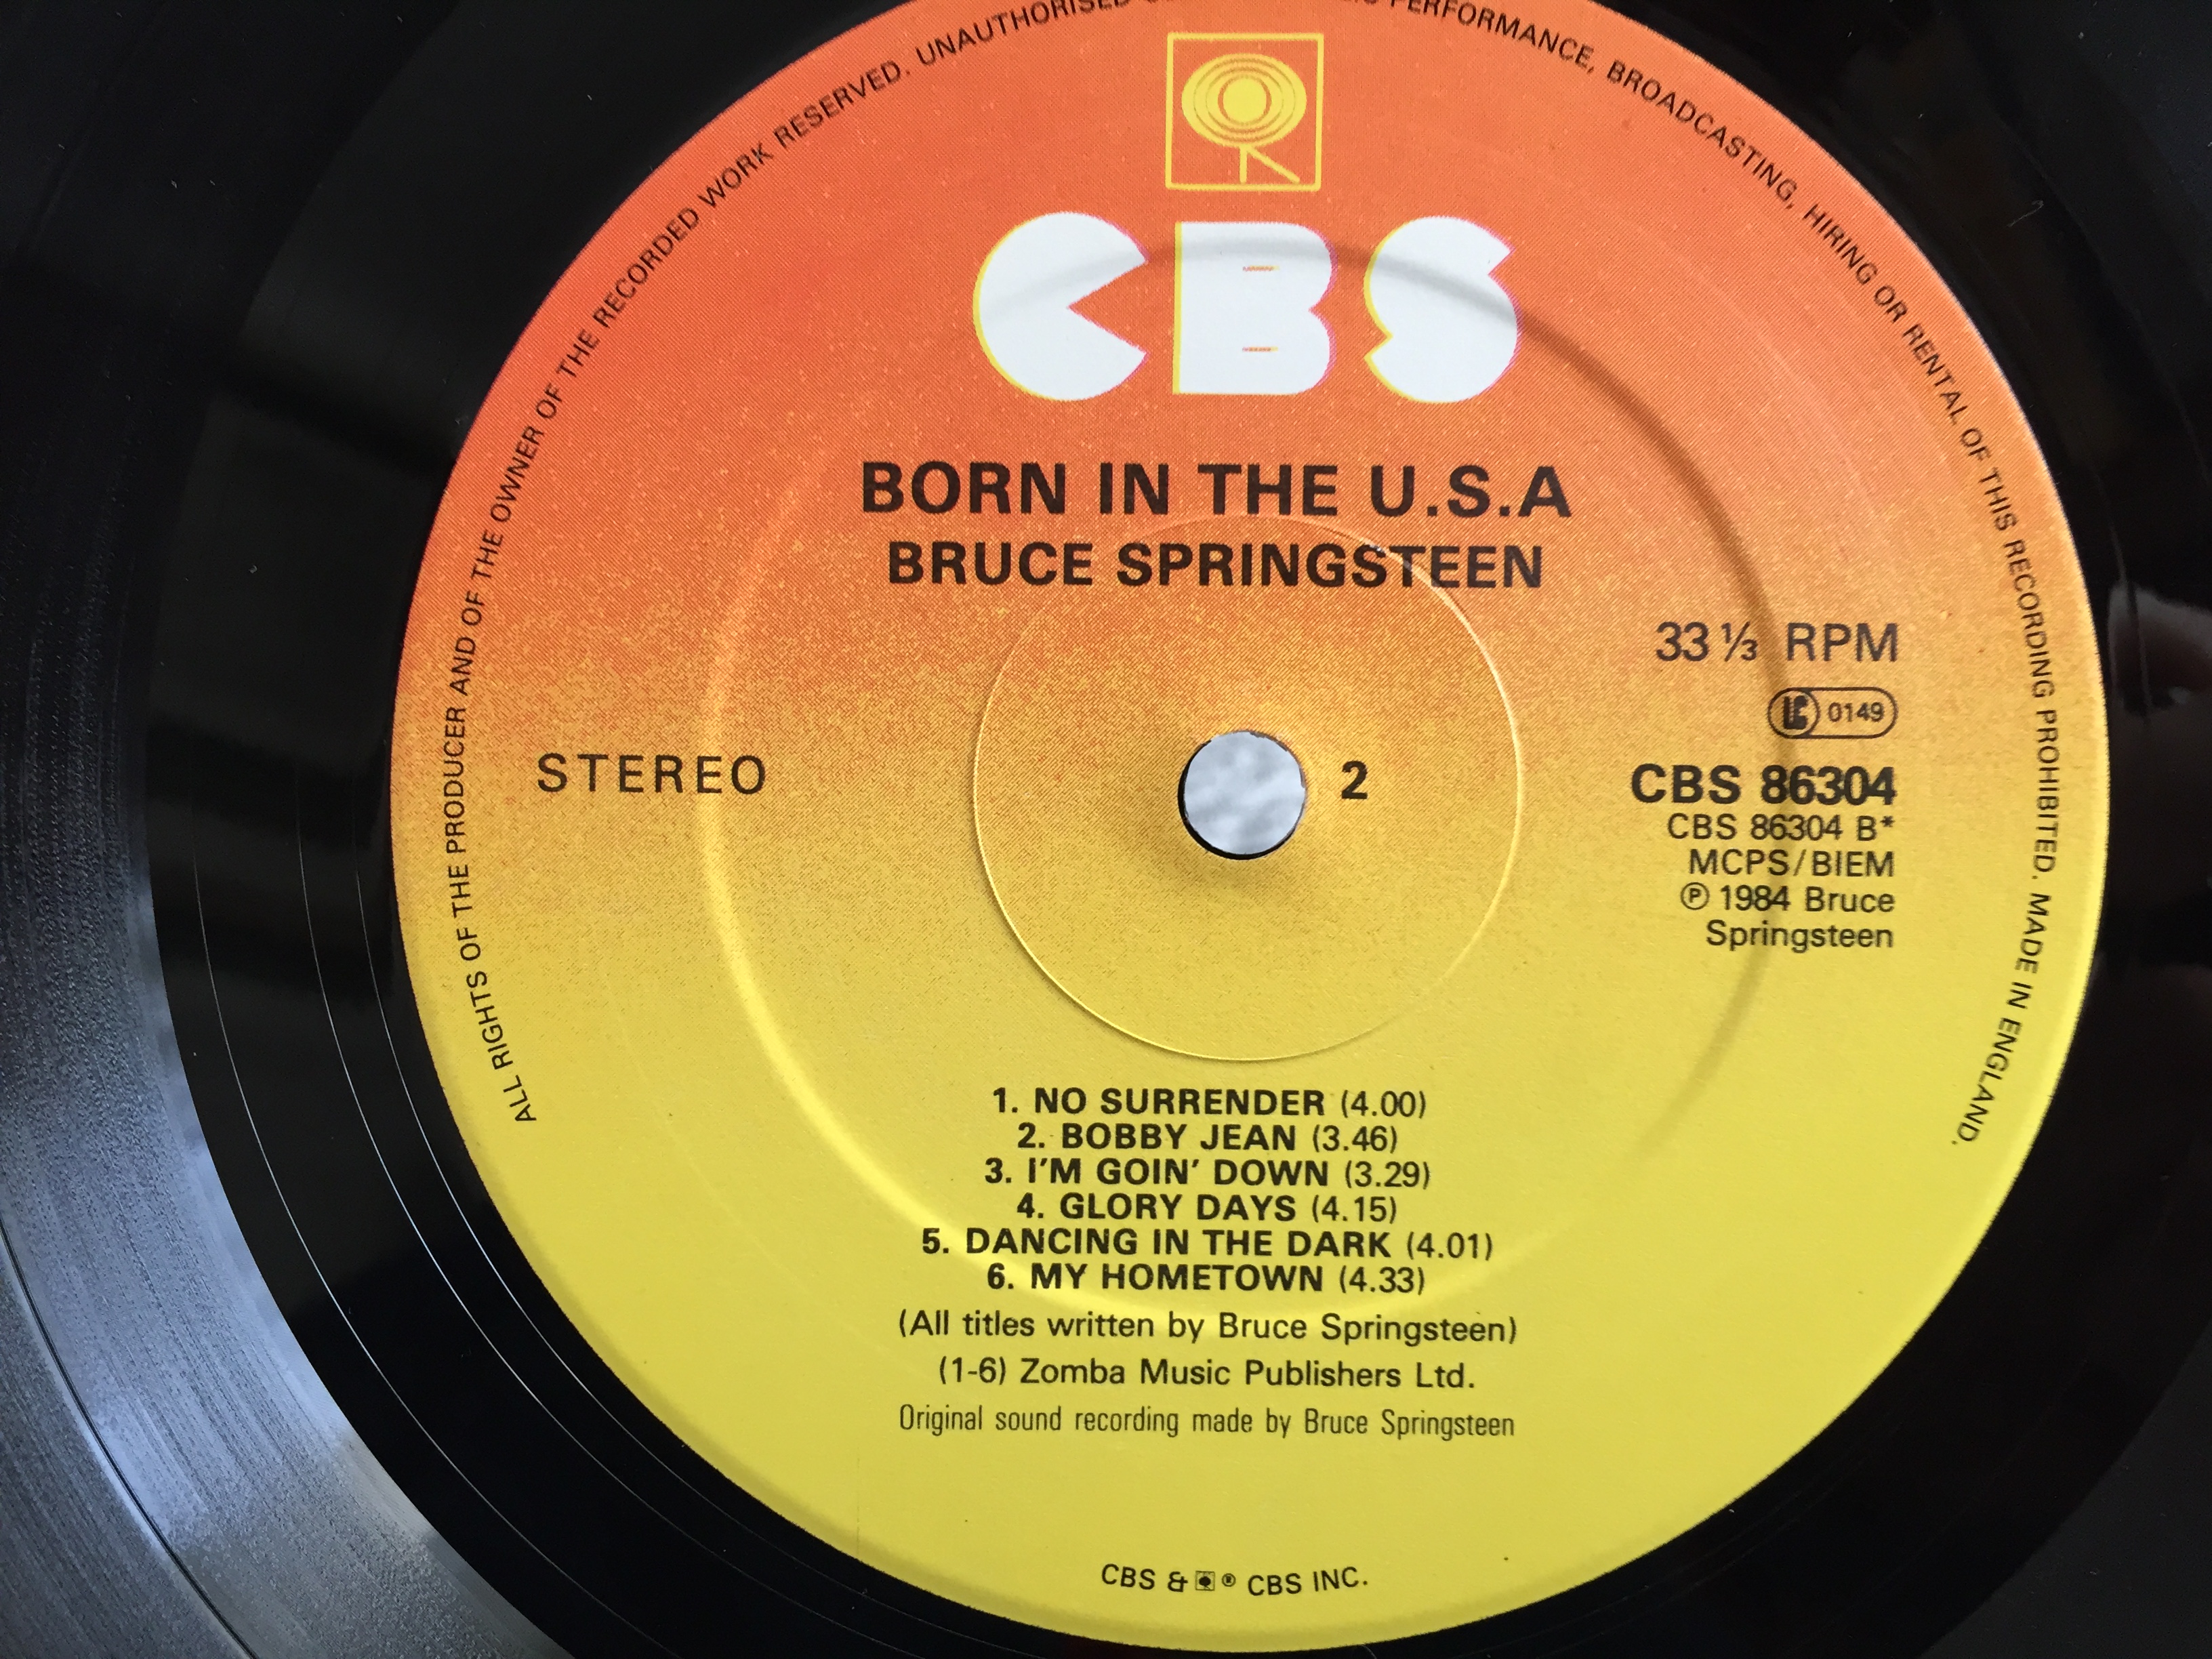 ALL RIGHTS OF THE PRODUCER AND OF THE OWNER OF THE RECORDED WORK RESERVED. UNAUTHORISED PERFORMANCE, BROADCASTING, HIRING OR RENTAL OF THIS RECORDING PROHIBITED. MADE IN ENGLAND.
CBS
BORN IN THE U.S.A
BRUCE SPRINGSTEEN
33 ⅓ RPM
LC 0149
STEREO
2
CBS 86304
CBS 86304 B*
MCPS/BIEM
Ⓟ 1984 Bruce
Springsteen
1. NO SURRENDER (4.00)
2. BOBBY JEAN (3.46)
3. I'M GOIN' DOWN (3.29)
4. GLORY DAYS (4.15)
5. DANCING IN THE DARK (4.01)
6. MY HOMETOWN (4.33)
(All titles written by Bruce Springsteen)
(1-6) Zomba Music Publishers Ltd.
Original sound recording made by Bruce Springsteen
CBS & ® CBS INC.